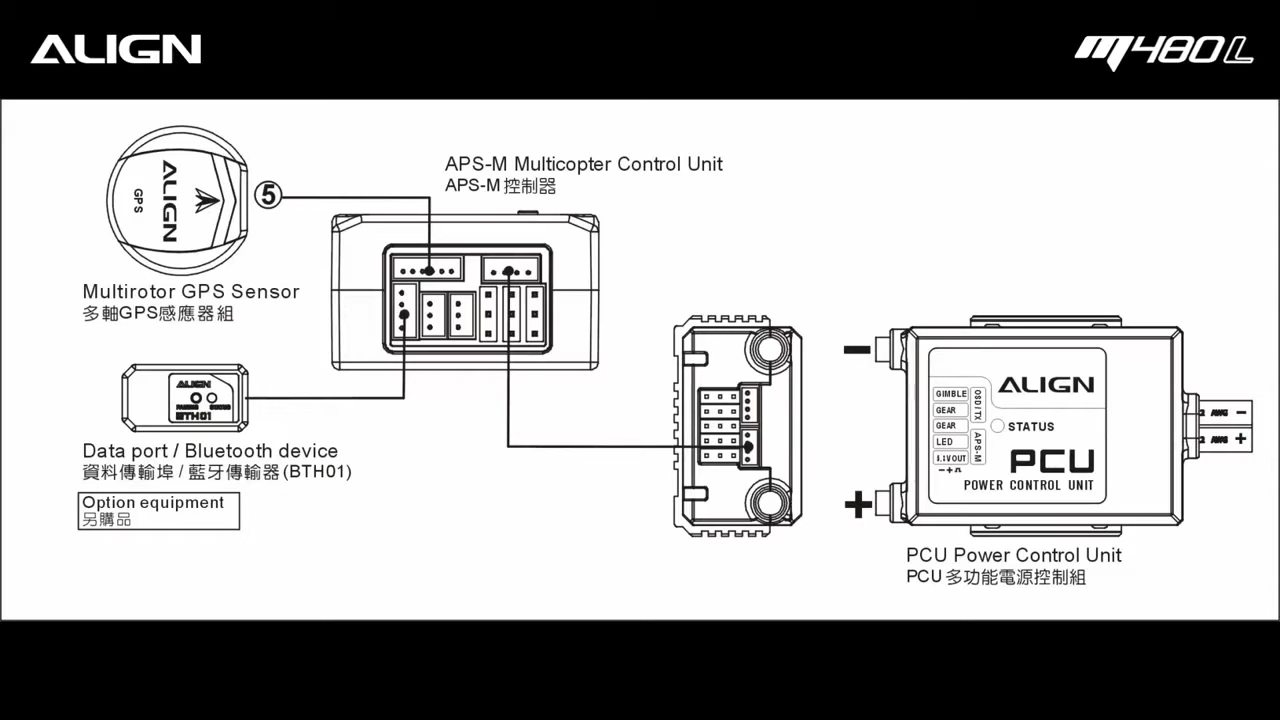 ALIGN
M480L
ALIGN
GPS
5
APS-M Multicopter Control Unit
APS-M 控制器
Multirotor GPS Sensor
多軸GPS感應器組
ALIGN
BTH01
Data port / Bluetooth device
資料傳輸埠 / 藍牙傳輸器(BTH01)
Option equipment
另購品
GIMBLE
GEAR
GEAR
LED
OSD/TX
APS-M
ALIGN
STATUS
PCU
POWER CONTROL UNIT
AWG −
AWG +
PCU Power Control Unit
PCU 多功能電源控制組